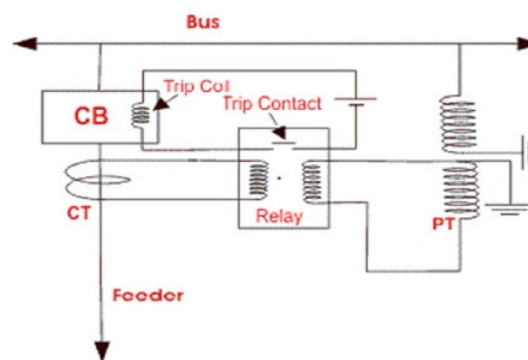 Bus
Trip Coil
CB
Trip Contact
CT
Relay
PT
Feeder